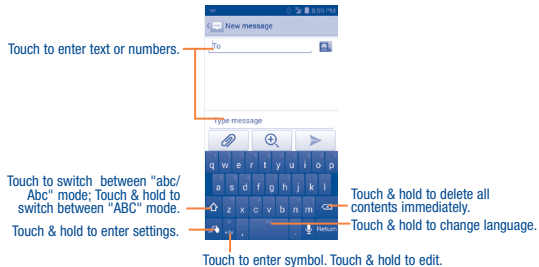 8:59 PM
New message
Touch to enter text or numbers.
To
Type message
q w e r t y u i o p
a s d f g h j k l
Touch to switch between "abc/
Abc" mode; Touch & hold to
switch between "ABC" mode.
z x c v b n m
Touch & hold to delete all
contents immediately.
Touch & hold to change language.
Touch & hold to enter settings.
, Return
Touch to enter symbol. Touch & hold to edit.